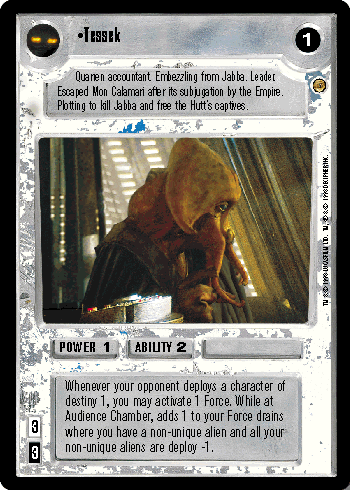 •Tessek
1
Quarren accountant. Embezzling from Jabba. Leader.
Escaped Mon Calamari after its subjugation by the Empire.
Plotting to kill Jabba and free the Hutt's captives.
POWER 1 ABILITY 2
Whenever your opponent deploys a character of
destiny 1, you may activate 1 Force. While at
Audience Chamber, adds 1 to your Force drains
where you have a non-unique alien and all your
non-unique aliens are deploy -1.
3
3